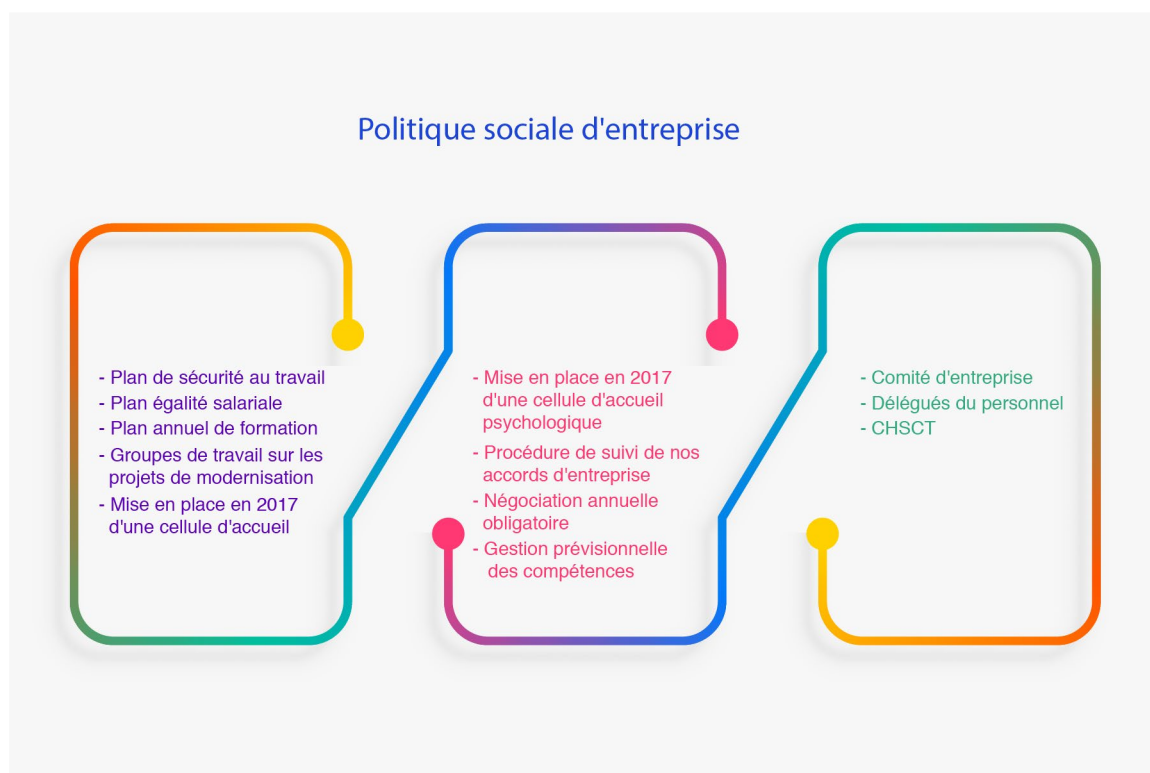 Politique sociale d'entreprise
- Plan de sécurité au travail
- Plan égalité salariale
- Plan annuel de formation
- Groupes de travail sur les
projets de modernisation
- Mise en place en 2017
d'une cellule d'accueil
- Mise en place en 2017
d'une cellule d'accueil
psychologique
- Procédure de suivi de nos
accords d'entreprise
- Négociation annuelle
obligatoire
- Gestion prévisionnelle
des compétences
- Comité d'entreprise
- Délégués du personnel
- CHSCT